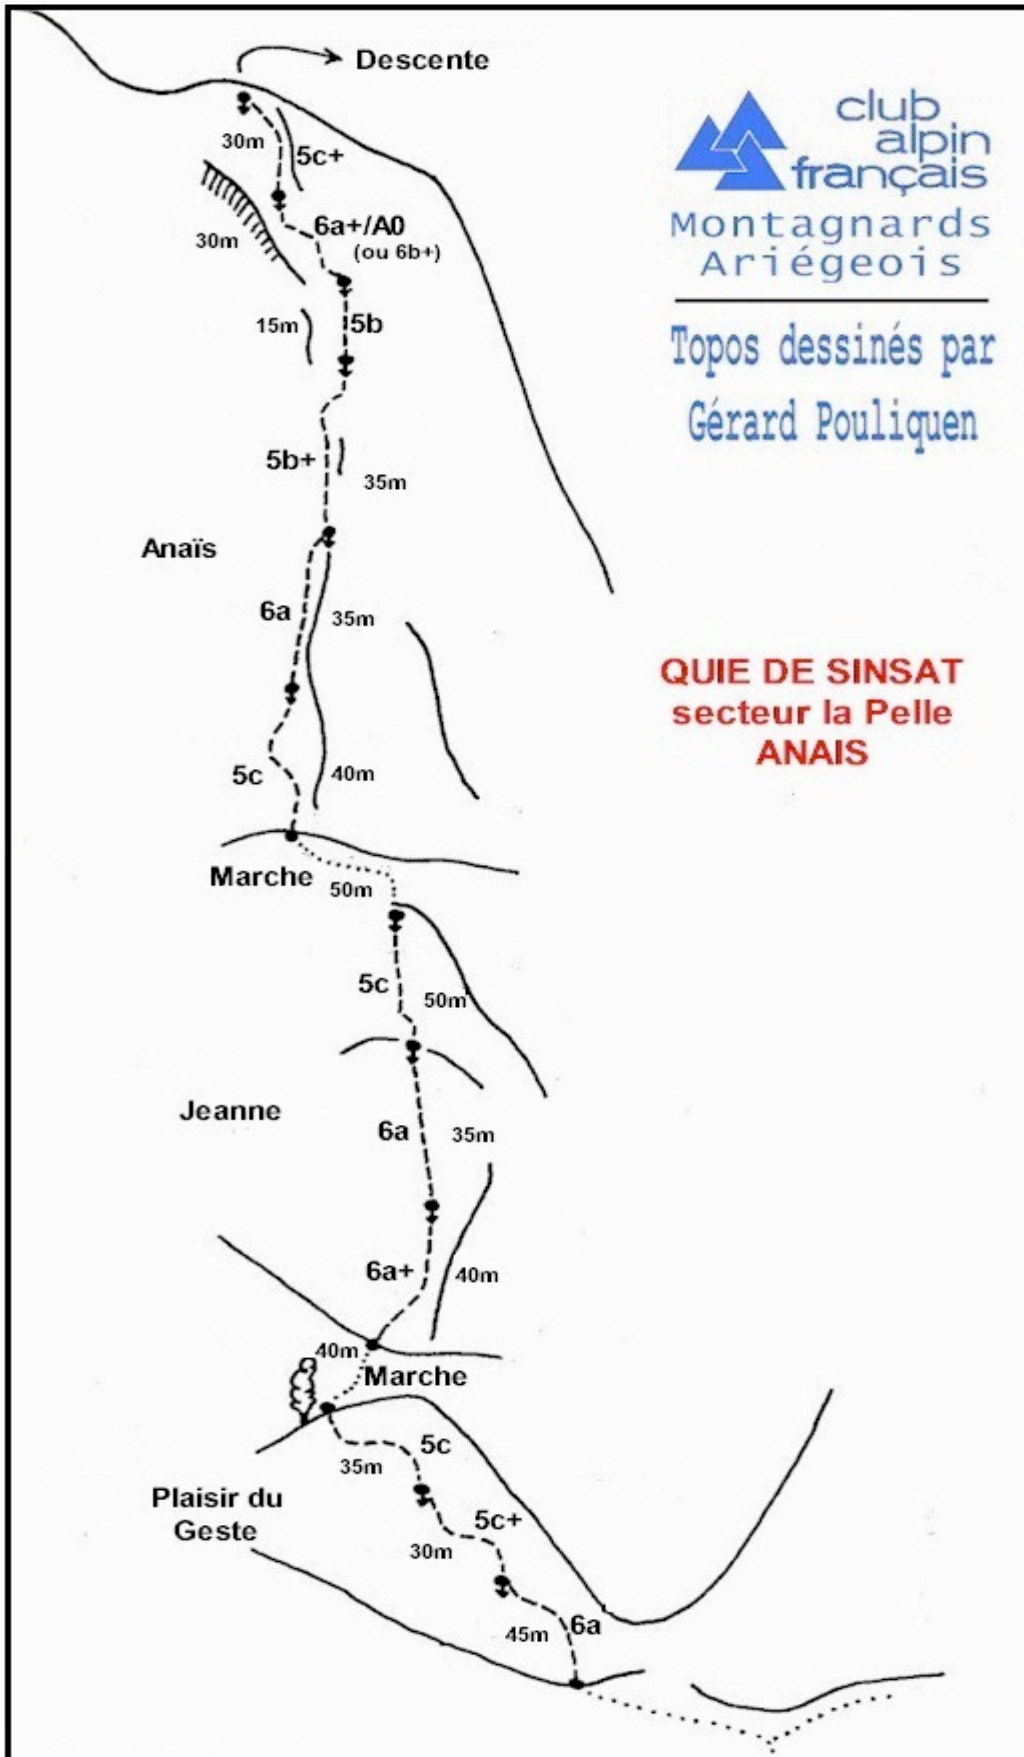 Descente
club
alpin
français
Montagnards
Ariégeois
Topos dessinés par
Gérard Pouliquen
30m
5c+
6a+/A0
(ou 6b+)
30m
15m
5b
5b+
35m
Anaïs
6a
35m
QUIE DE SINSAT
secteur la Pelle
ANAIS
5c
40m
Marche
50m
5c
50m
Jeanne
6a
35m
6a+
40m
40m
Marche
5c
35m
Plaisir du
Geste
5c+
30m
6a
45m